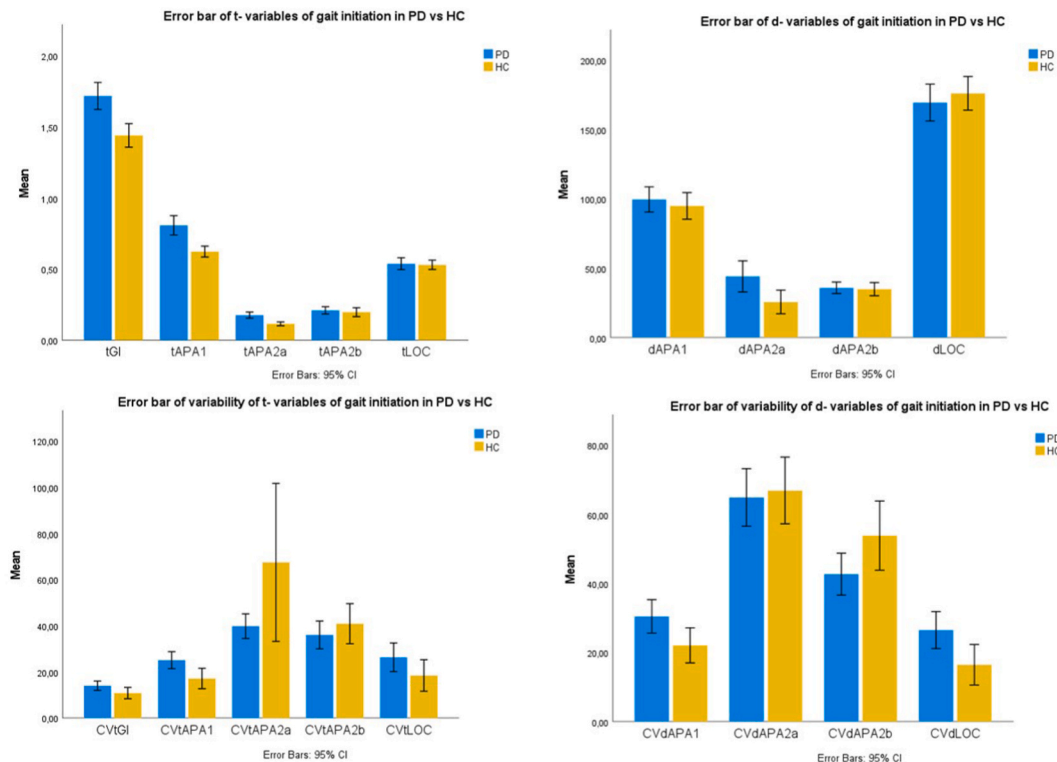 Error bar of t- variables of gait initiation in PD vs HC
PD
HC
2,00
1,50
1,00
0,50
0,00
Mean
tGI tAPA1 tAPA2a tAPA2b tLOC
Error Bars: 95% CI
Error bar of d- variables of gait initiation in PD vs HC
PD
HC
200,00
150,00
100,00
50,00
,00
Mean
dAPA1 dAPA2a dAPA2b dLOC
Error Bars: 95% CI
Error bar of variability of t- variables of gait initiation in PD vs HC
PD
HC
120,00
100,00
80,00
60,00
40,00
20,00
,00
Mean
CVtGI CVtAPA1 CVtAPA2a CVtAPA2b CVtLOC
Error Bars: 95% CI
Error bar of variability of d- variables of gait initiation in PD vs HC
PD
HC
80,00
60,00
40,00
20,00
,00
Mean
CVdAPA1 CVdAPA2a CVdAPA2b CVdLOC
Error Bars: 95% CI